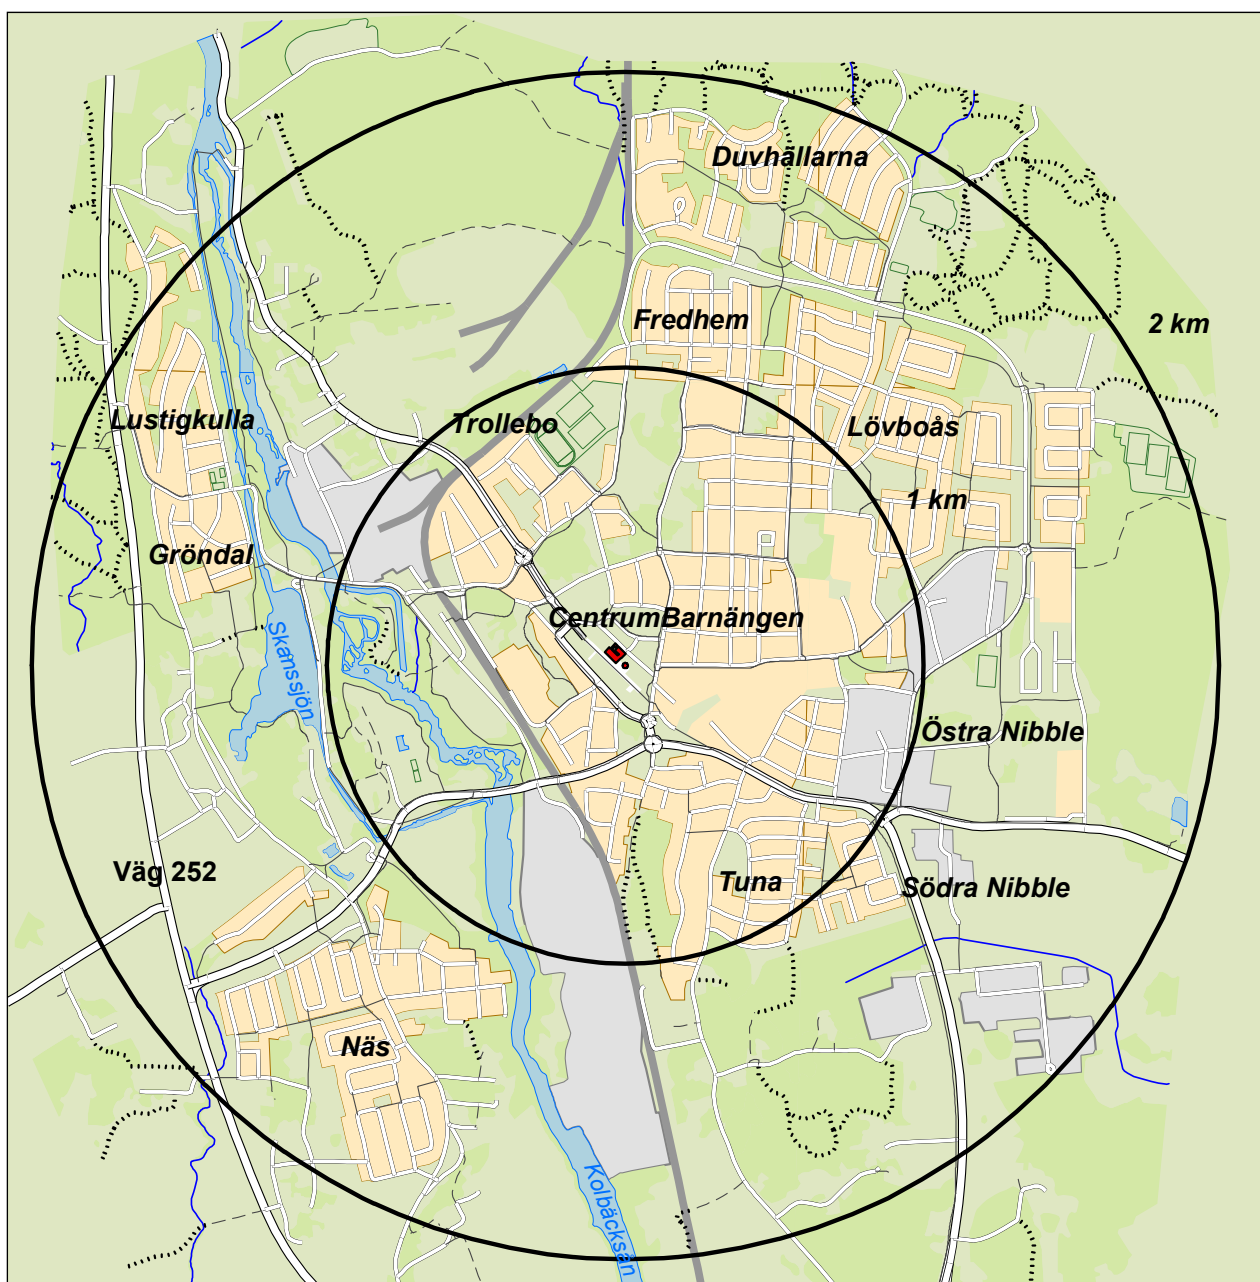 Duvhällarna
Fredhem
2 km
Lustigkulla
Trollebo
Lövboås
1 km
Gröndal
CentrumBarnängen
Skanssjön
Östra Nibble
Väg 252
Tuna
Södra Nibble
Näs
Kolbäcksån